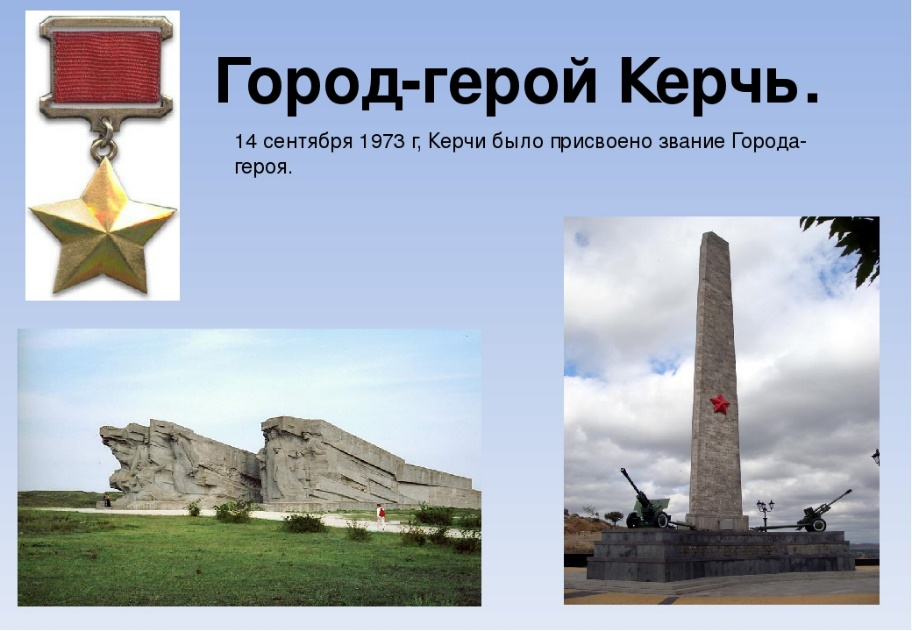 Город-герой Керчь.
14 сентября 1973 г, Керчи было присвоено звание Города-
героя.